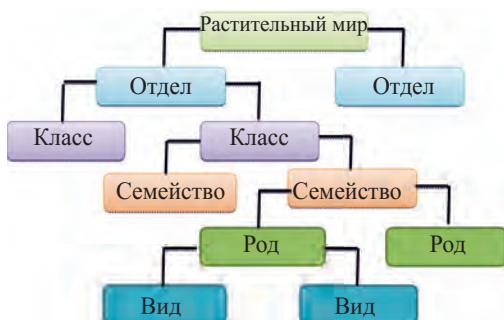 Растительный мир
Отдел
Отдел
Класс
Класс
Семейство
Семейство
Род
Род
Вид
Вид